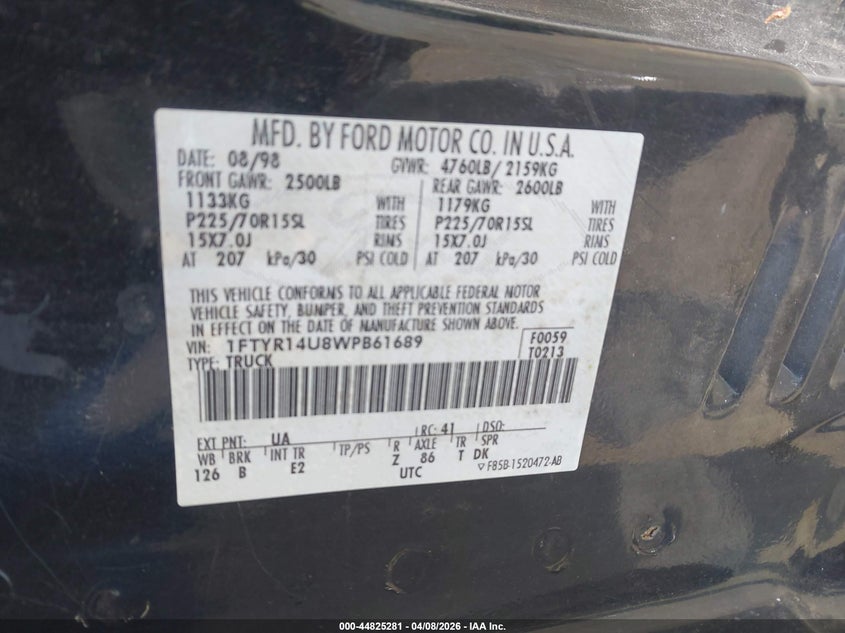 MFD. BY FORD MOTOR CO. IN U.S.A.
DATE: 08/98 GVWR: 4760LB/ 2159KG
FRONT GAWR: 2500LB REAR GAWR: 2600LB
1133KG WITH 1179KG WITH
P225/70R15SL TIRES P225/70R15SL TIRES
15X7.0J RIMS 15X7.0J RIMS
AT 207 kPa/30 PSI COLD AT 207 kPa/30 PSI COLD
THIS VEHICLE CONFORMS TO ALL APPLICABLE FEDERAL MOTOR
VEHICLE SAFETY, BUMPER, AND THEFT PREVENTION STANDARDS
IN EFFECT ON THE DATE OF MANUFACTURE SHOWN ABOVE.
VIN: 1FTYR14U8WPB61689 F0059
TYPE: TRUCK T0213
EXT PNT: UA RC: 41 DSO:
WB BRK INT TR TP/PS R AXLE TR SPR
126 B E2 Z 86 T DK
UTC ▽ F85B-1520472-AB
000-44825281 - 04/08/2026 - IAA Inc.